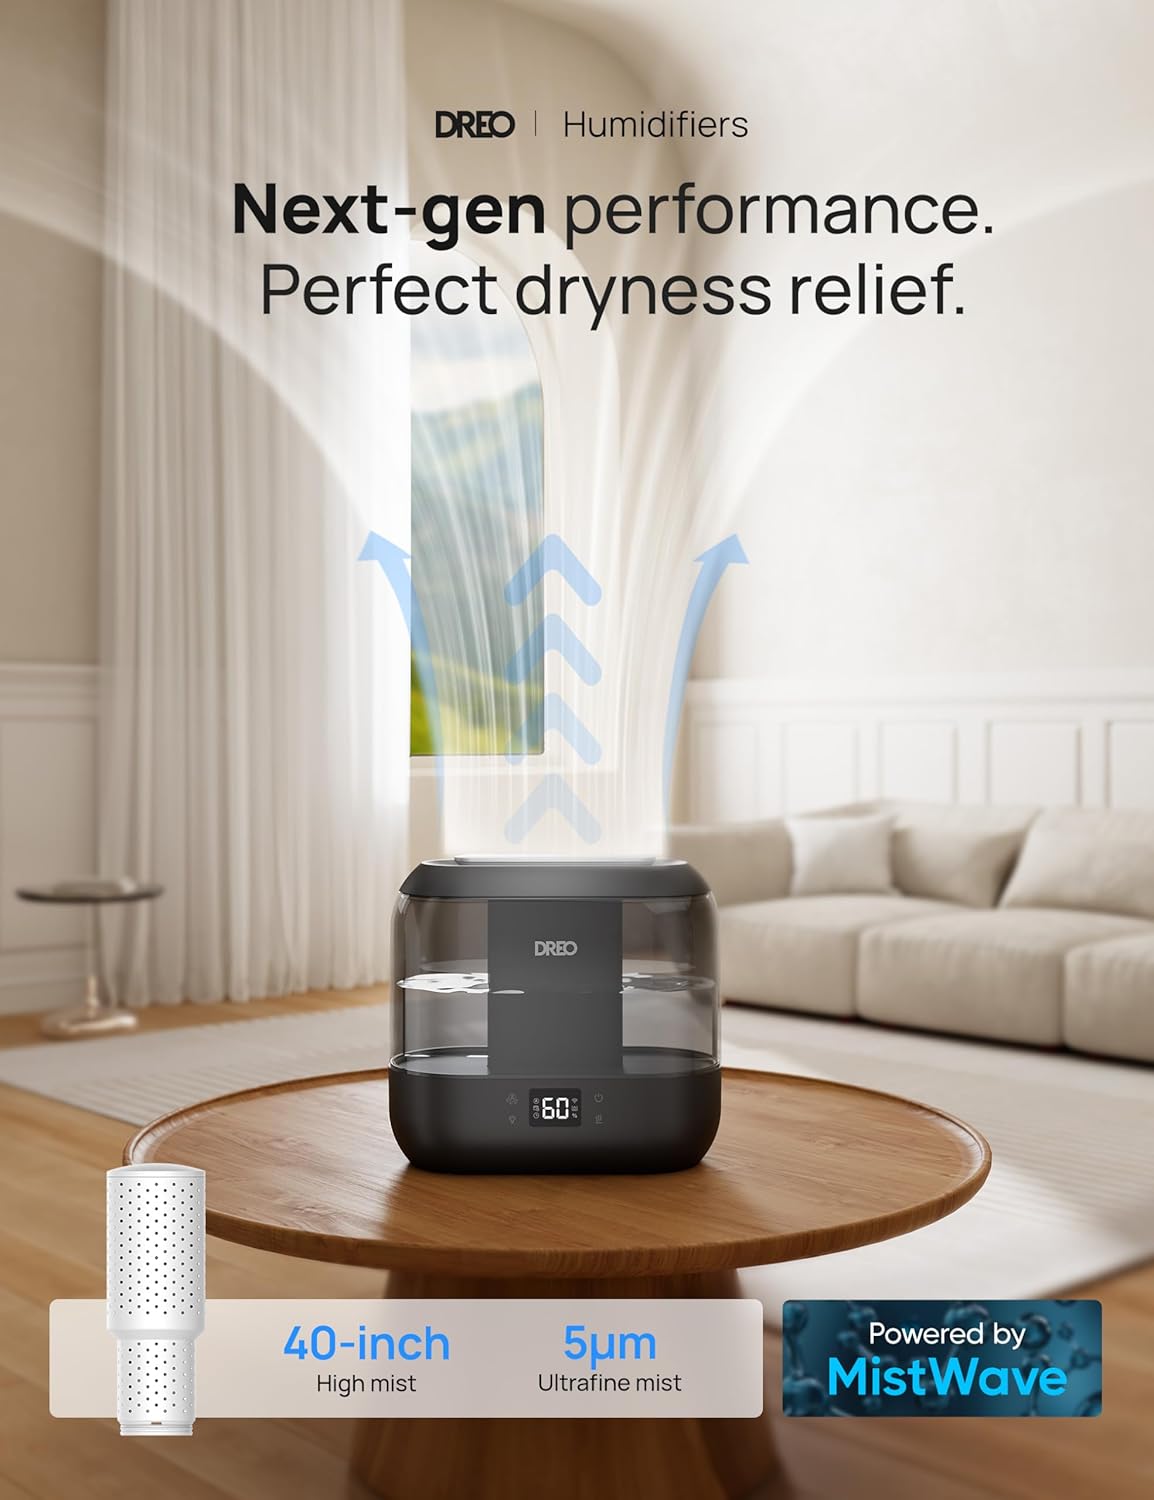 DREO | Humidifiers
Next-gen performance.
Perfect dryness relief.
DREO
60
40-inch
High mist
5μm
Ultrafine mist
Powered by
MistWave